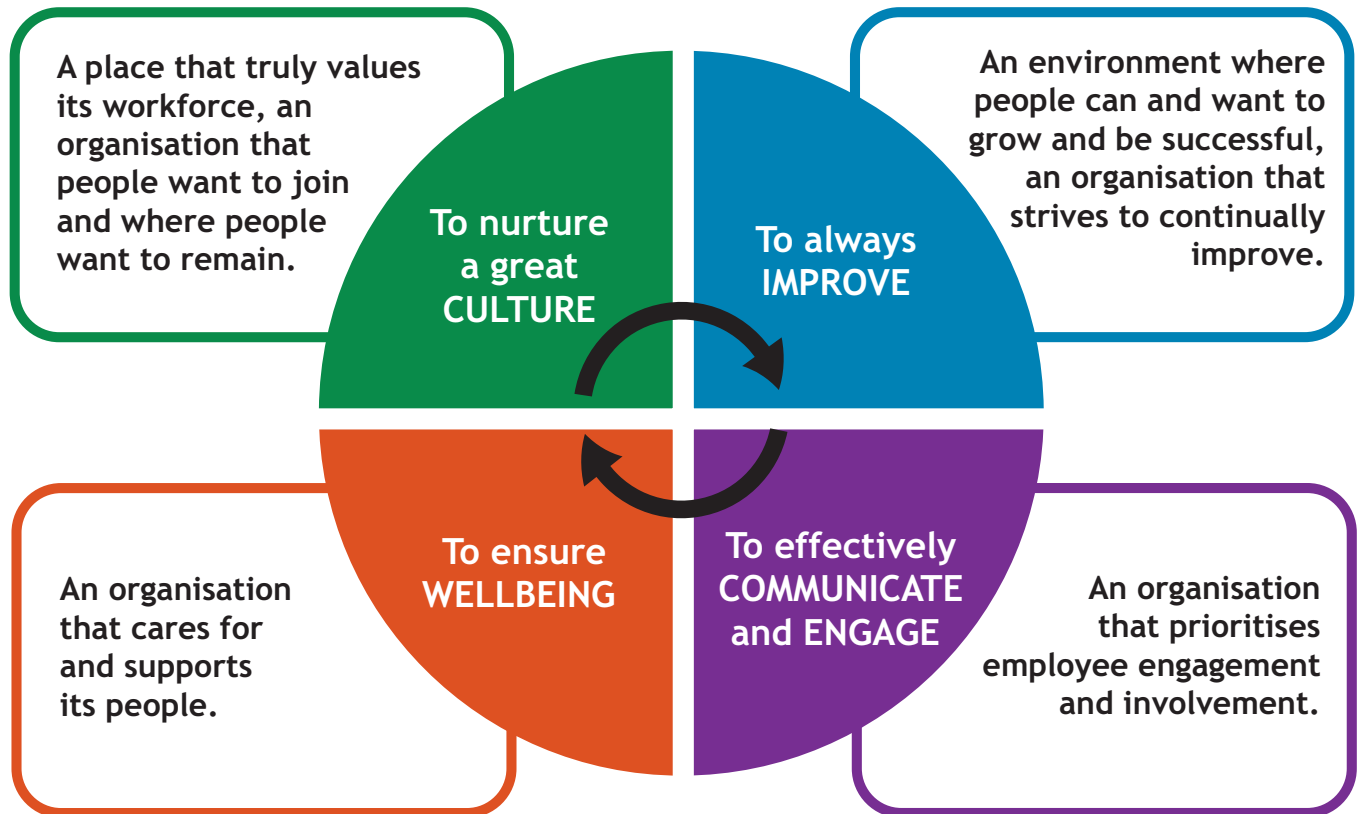 A place that truly values
its workforce, an
organisation that
people want to join
and where people
want to remain.
To nurture
a great
CULTURE
To always
IMPROVE
An environment where
people can and want to
grow and be successful,
an organisation that
strives to continually
improve.
An organisation
that cares for
and supports
its people.
To ensure
WELLBEING
To effectively
COMMUNICATE
and ENGAGE
An organisation
that prioritises
employee engagement
and involvement.